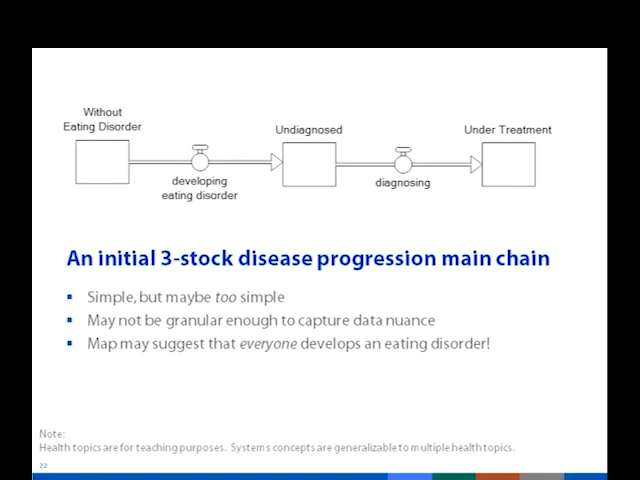 Without
Eating Disorder
Undiagnosed
Under Treatment
developing
eating disorder
diagnosing
An initial 3-stock disease progression main chain
Simple, but maybe too simple
May not be granular enough to capture data nuance
Map may suggest that everyone develops an eating disorder!
Note:
Health topics are for teaching purposes. Systems concepts are generalizable to multiple health topics.
22